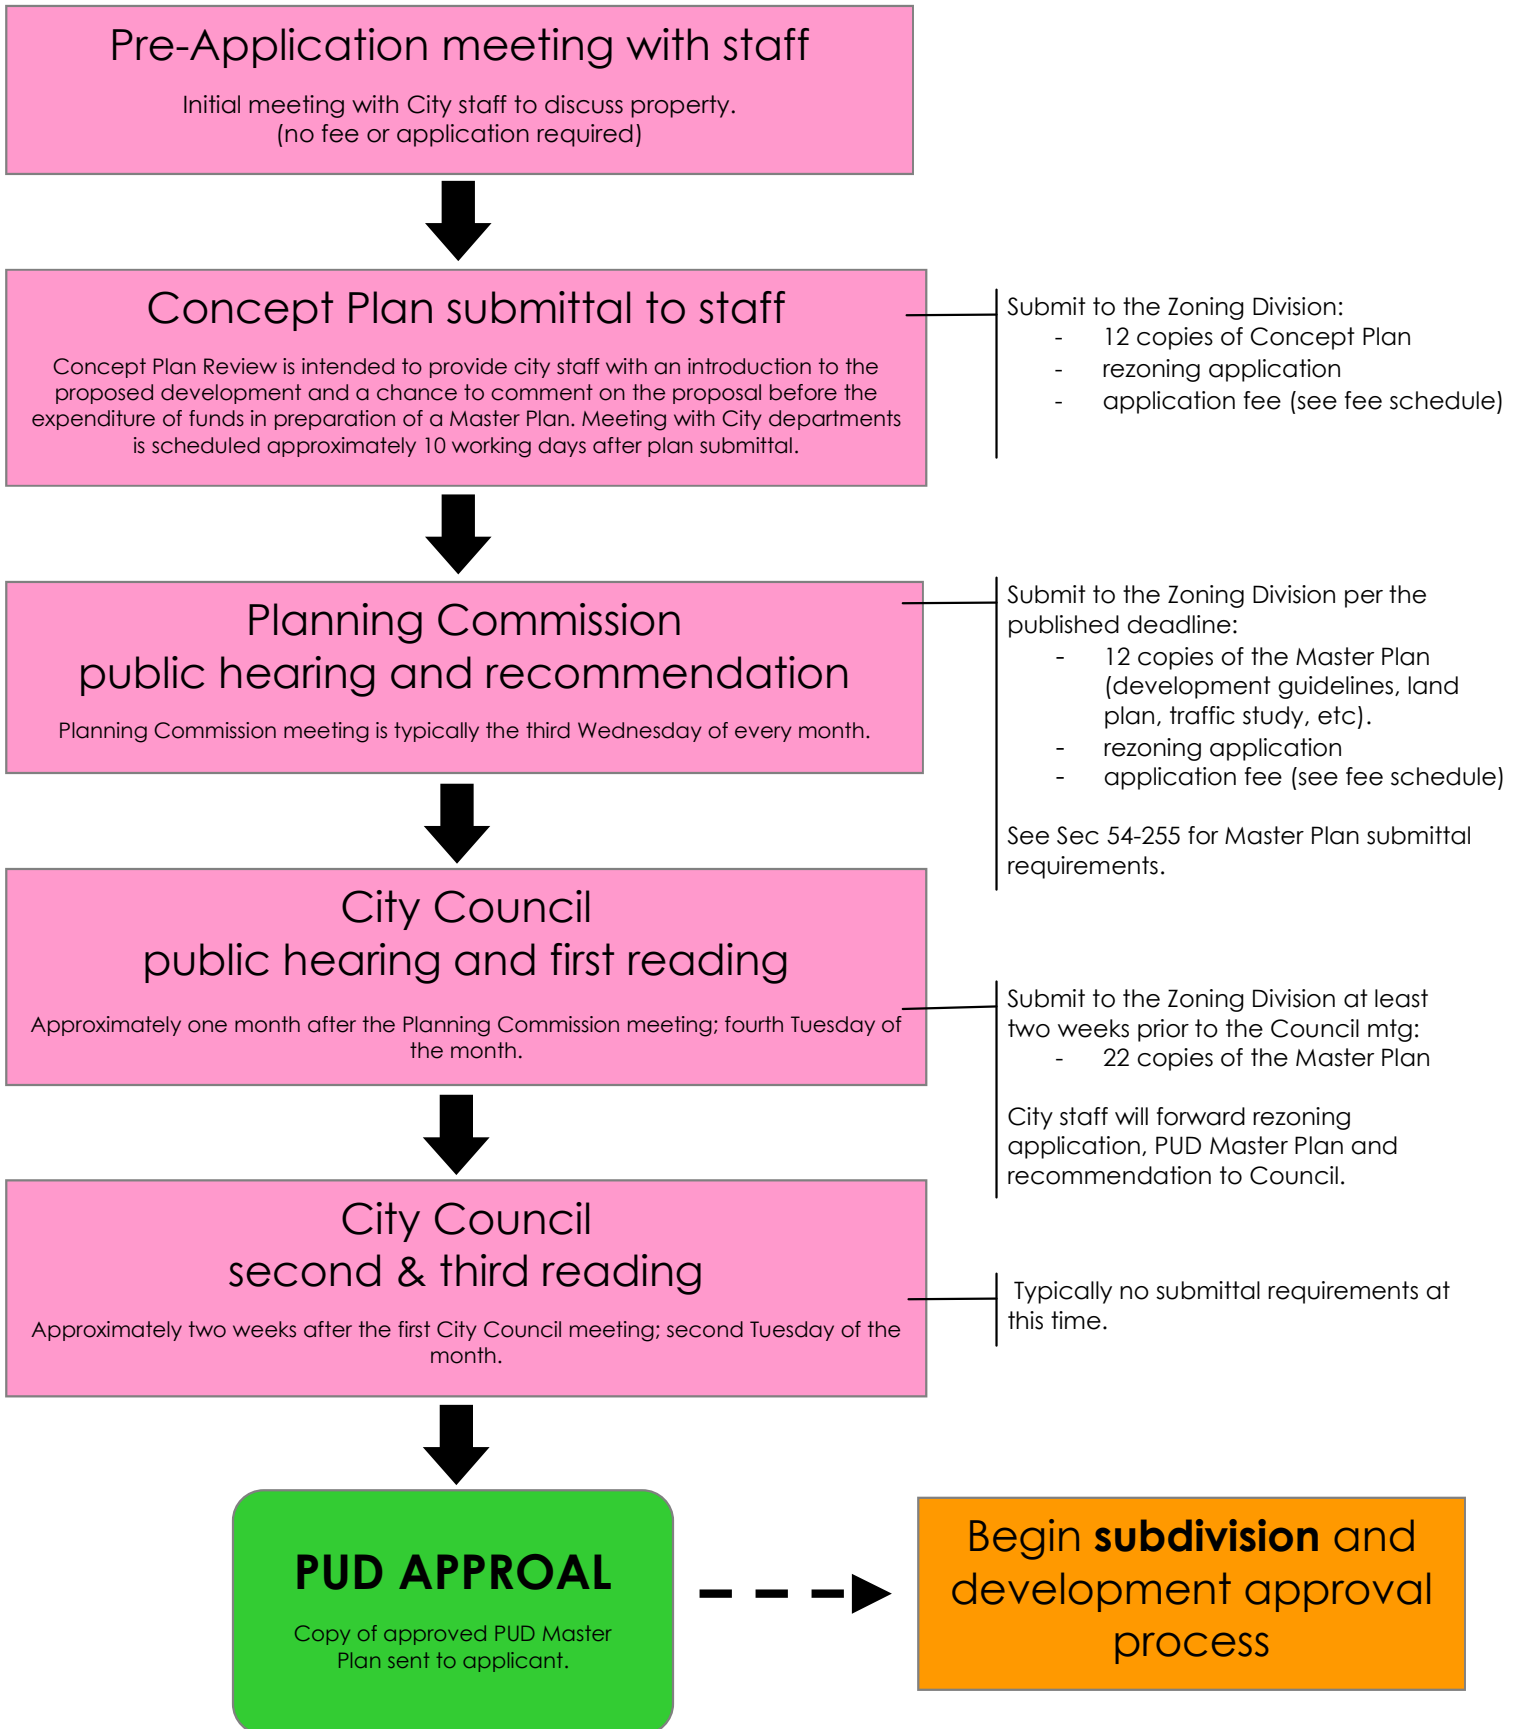 Pre-Application meeting with staff
Initial meeting with City staff to discuss property.
(no fee or application required)
Concept Plan submittal to staff
Concept Plan Review is intended to provide city staff with an introduction to the
proposed development and a chance to comment on the proposal before the
expenditure of funds in preparation of a Master Plan. Meeting with City departments
is scheduled approximately 10 working days after plan submittal.
Submit to the Zoning Division:
- 12 copies of Concept Plan
- rezoning application
- application fee (see fee schedule)
Planning Commission
public hearing and recommendation
Planning Commission meeting is typically the third Wednesday of every month.
Submit to the Zoning Division per the
published deadline:
- 12 copies of the Master Plan
(development guidelines, land
plan, traffic study, etc).
- rezoning application
- application fee (see fee schedule)
See Sec 54-255 for Master Plan submittal
requirements.
City Council
public hearing and first reading
Approximately one month after the Planning Commission meeting; fourth Tuesday of
the month.
Submit to the Zoning Division at least
two weeks prior to the Council mtg:
- 22 copies of the Master Plan
City staff will forward rezoning
application, PUD Master Plan and
recommendation to Council.
City Council
second & third reading
Approximately two weeks after the first City Council meeting; second Tuesday of the
month.
Typically no submittal requirements at
this time.
PUD APPROAL
Copy of approved PUD Master
Plan sent to applicant.
Begin subdivision and
development approval
process